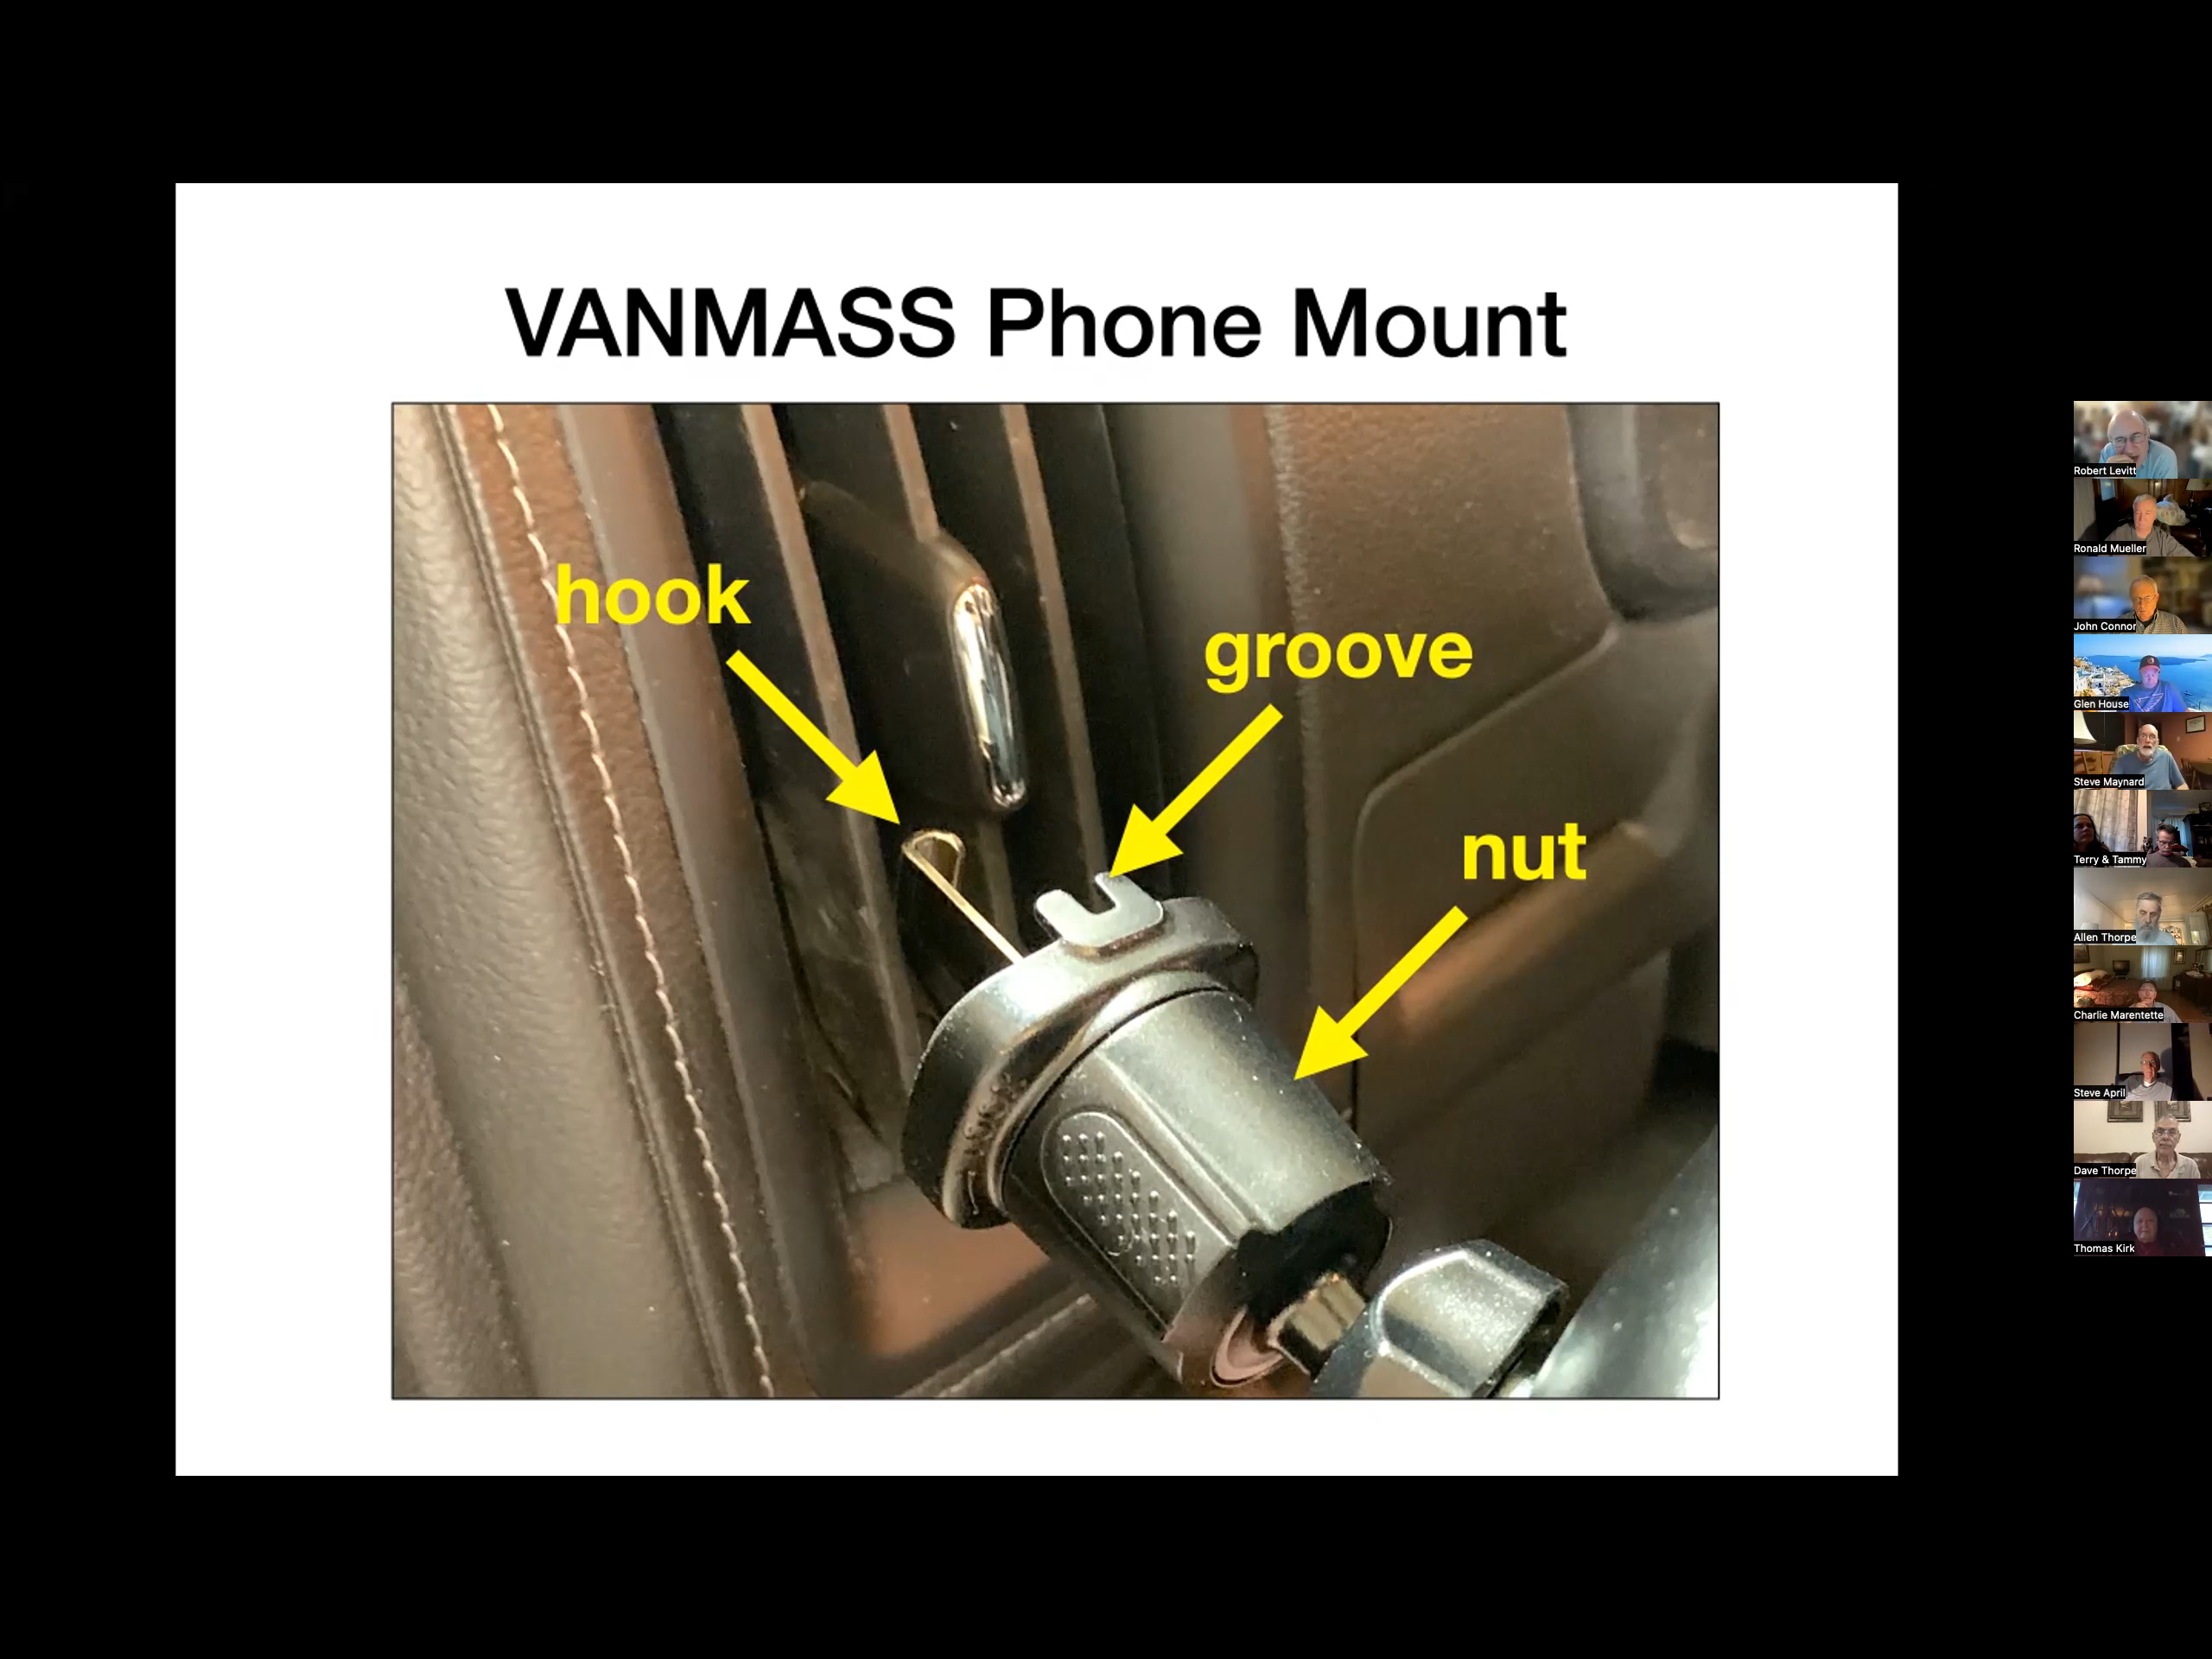 VANMASS Phone Mount
hook
groove
nut
Robert Levitt
Ronald Mueller
John Connor
Glen House
Steve Maynard
Terry & Tammy
Allen Thorpe
Charlie Marentette
Steve April
Dave Thorpe
Thomas Kirk